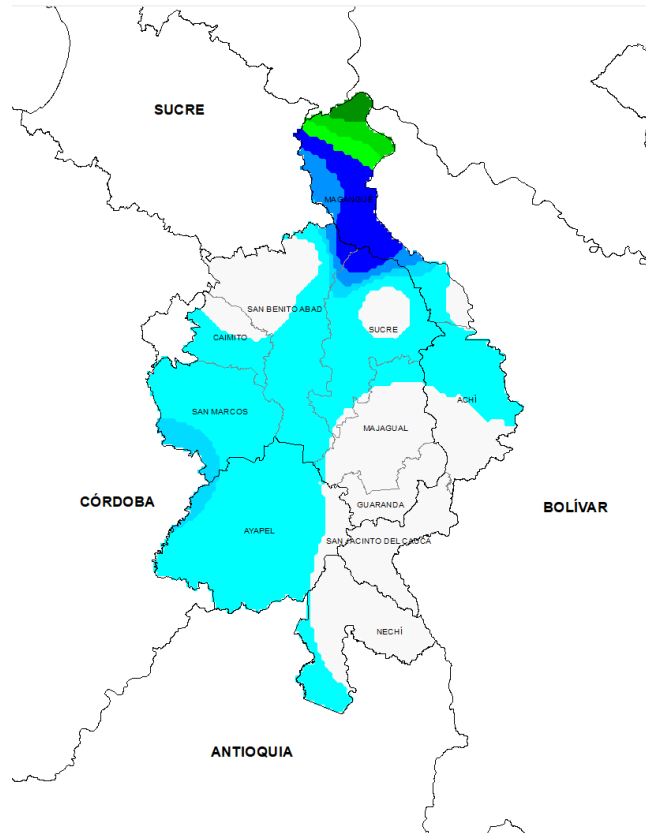 SUCRE
MAGANGUÉ
SAN BENITO ABAD
SUCRE
CAIMITO
ACHÍ
SAN MARCOS
MAJAGUAL
CÓRDOBA
GUARANDA
BOLÍVAR
AYAPEL
SAN JACINTO DEL CAUCA
NECHÍ
ANTIOQUIA